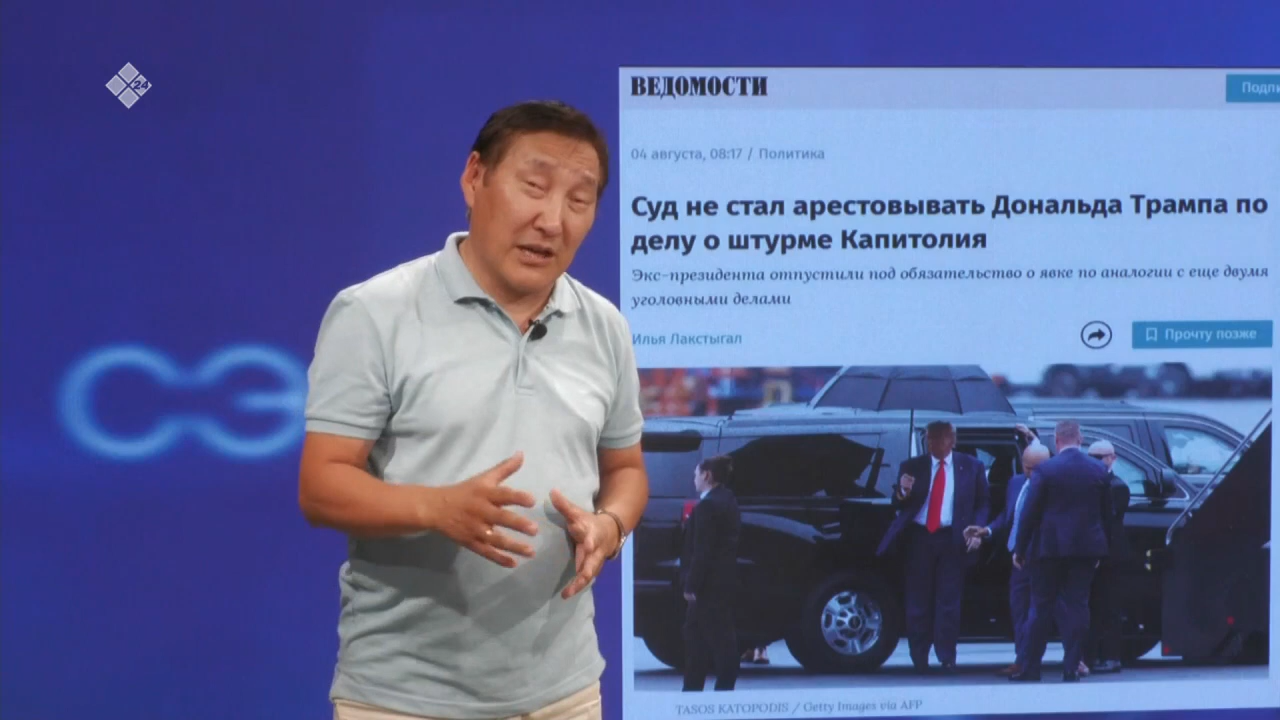 24
ВЕДОМОСТИ
04 августа, 08:17 / Политика
Суд не стал арестовывать Дональда Трампа по
делу о штурме Капитолия
Экс-президента отпустили под обязательство о явке по аналогии с еще двумя
уголовными делами
Илья Лакстыгал
Прочту позже
TASOS KATOPODIS / Getty Images via AFP